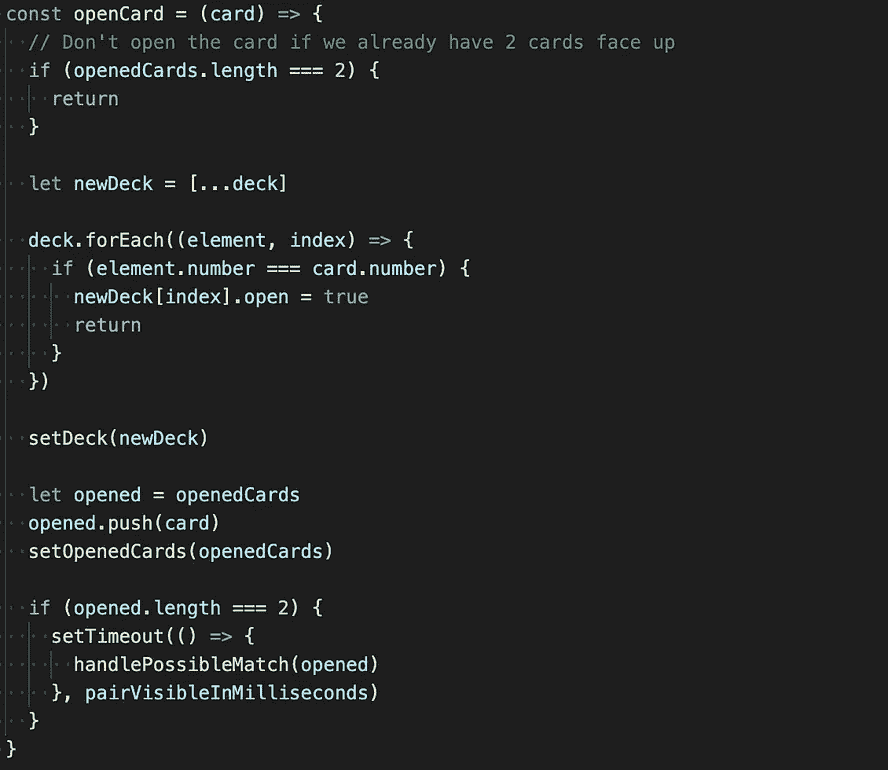 const openCard = (card) => {
  // Don't open the card if we already have 2 cards face up
  if (openedCards.length === 2) {
    return
  }

  let newDeck = [...deck]

  deck.forEach((element, index) => {
    if (element.number === card.number) {
      newDeck[index].open = true
      return
    }
  })

  setDeck(newDeck)

  let opened = openedCards
  opened.push(card)
  setOpenedCards(openedCards)

  if (opened.length === 2) {
    setTimeout(() => {
      handlePossibleMatch(opened)
    }, pairVisibleInMilliseconds)
  }
}